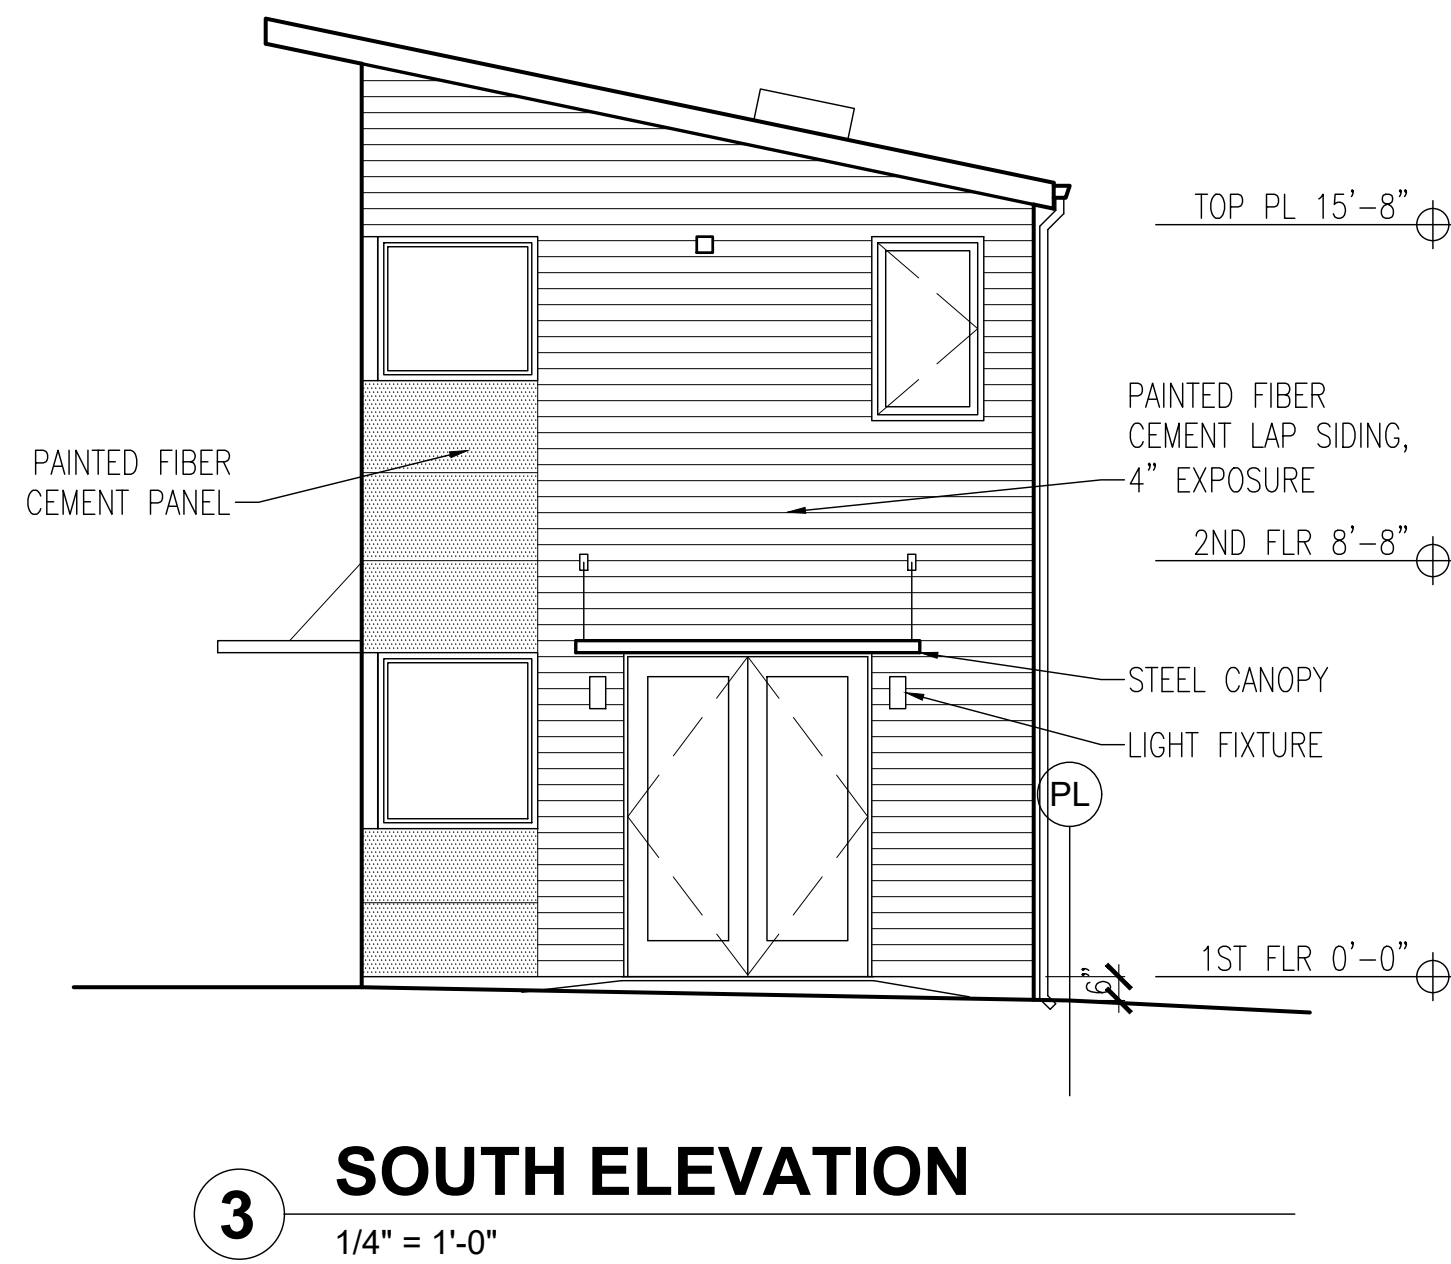 TOP PL 15'-8"
PAINTED FIBER
CEMENT LAP SIDING,
4" EXPOSURE
PAINTED FIBER
CEMENT PANEL
2ND FLR 8'-8"
STEEL CANOPY
LIGHT FIXTURE
PL
1ST FLR 0'-0"
6"
SOUTH ELEVATION
3
1/4" = 1'-0"